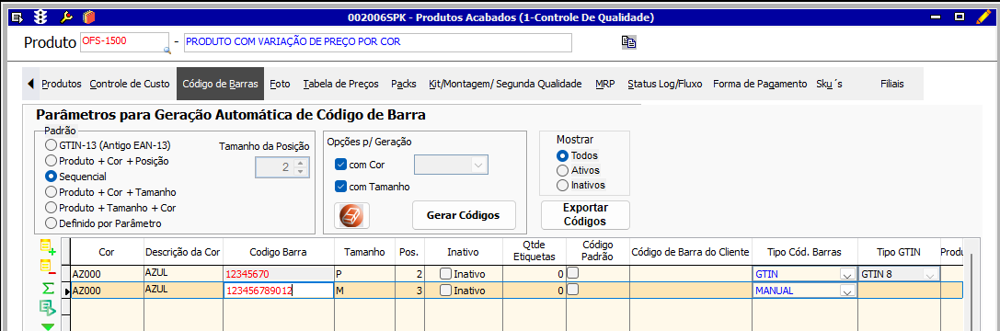 002006SPK - Produtos Acabados (1-Controle De Qualidade)
Produto OFS-1500 - PRODUTO COM VARIAÇÃO DE PREÇO POR COR
Produtos Controle de Custo Código de Barras Foto Tabela de Preços Packs Kit/Montagem/ Segunda Qualidade MRP Status Log/Fluxo Forma de Pagamento Sku´s Filiais
Parâmetros para Geração Automática de Código de Barra
Padrão
GTIN-13 (Antigo EAN-13)
Produto + Cor + Posição
Sequencial
Produto + Cor + Tamanho
Produto + Tamanho + Cor
Definido por Parâmetro
Tamanho da Posição
2
Opções p/ Geração
com Cor
com Tamanho
Gerar Códigos
Mostrar
Todos
Ativos
Inativos
Exportar
Códigos
Cor Descrição da Cor Codigo Barra Tamanho Pos. Inativo Qtde Etiquetas Código Padrão Código de Barra do Cliente Tipo Cód. Barras Tipo GTIN Produ
AZ000 AZUL 12345670 P 2 Inativo 0 GTIN GTIN 8
AZ000 AZUL 123456789012 M 3 Inativo 0 MANUAL